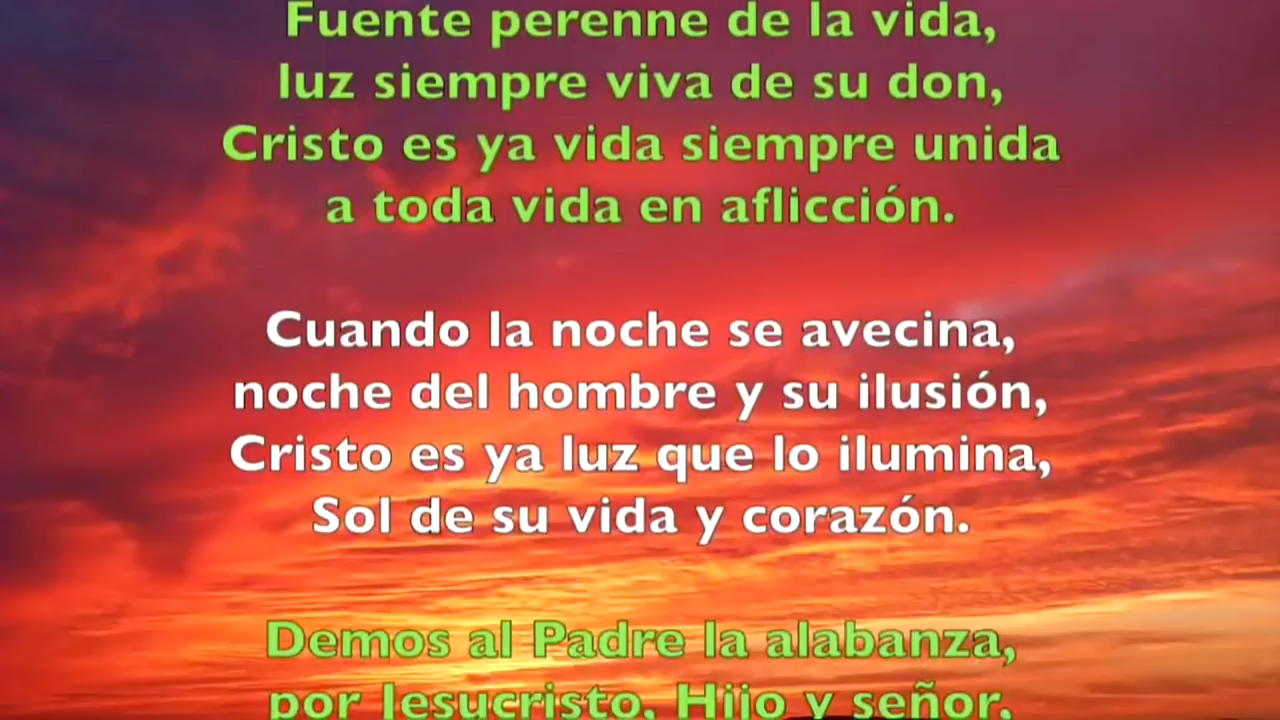 Fuente perenne de la vida,
luz siempre viva de su don,
Cristo es ya vida siempre unida
a toda vida en aflicción.
Cuando la noche se avecina,
noche del hombre y su ilusión,
Cristo es ya luz que lo ilumina,
Sol de su vida y corazón.
Demos al Padre la alabanza,
por Jesucristo, Hijo y señor,